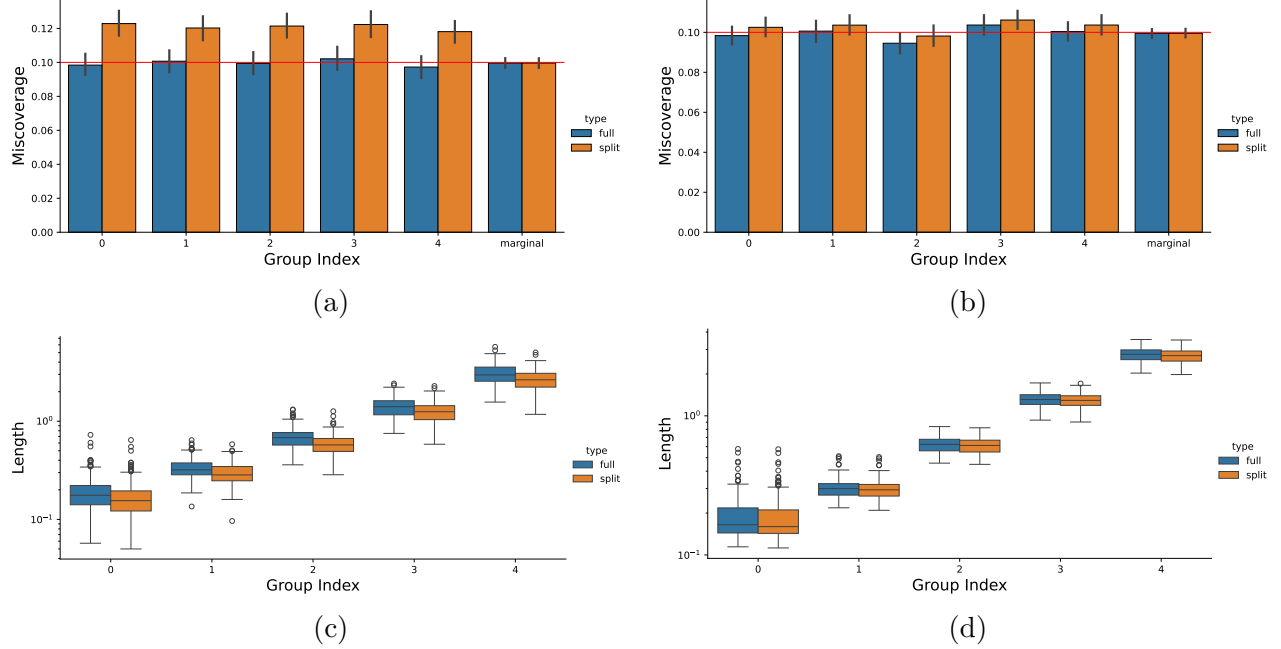 Miscoverage
0.12
0.10
0.08
0.06
0.04
0.02
0.00
0 1 2 3 4 marginal
Group Index
type
full
split
(a)
Miscoverage
0.10
0.08
0.06
0.04
0.02
0.00
0 1 2 3 4 marginal
Group Index
type
full
split
(b)
Length
10⁰
10⁻¹
0 1 2 3 4
Group Index
type
full
split
(c)
Length
10⁰
10⁻¹
0 1 2 3 4
Group Index
type
full
split
(d)